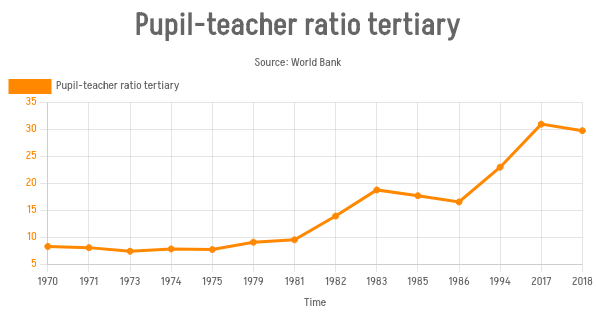 Pupil-teacher ratio tertiary
Source: World Bank
Pupil-teacher ratio tertiary
35
30
25
20
15
10
5
1970 1971 1973 1974 1975 1979 1981 1982 1983 1985 1986 1994 2017 2018
Time